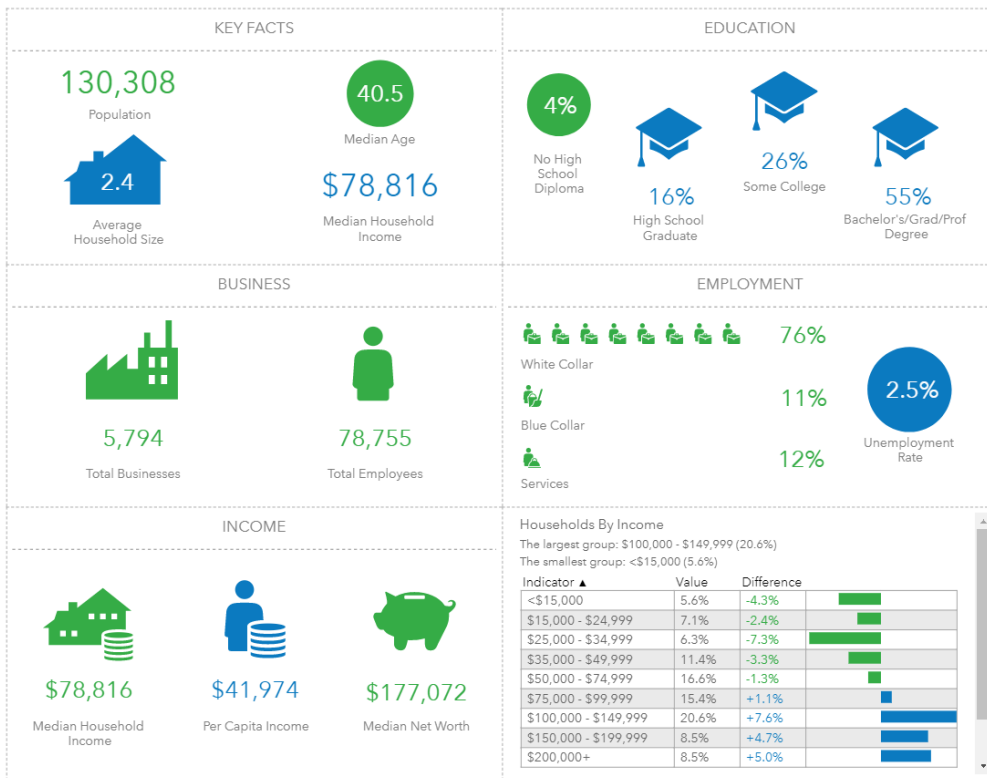 KEY FACTS
130,308
Population
40.5
Median Age
2.4
Average
Household Size
$78,816
Median Household
Income
EDUCATION
4%
No High
School
Diploma
16%
High School
Graduate
26%
Some College
55%
Bachelor's/Grad/Prof
Degree
BUSINESS
5,794
Total Businesses
78,755
Total Employees
EMPLOYMENT
76%
White Collar
11%
Blue Collar
12%
Services
2.5%
Unemployment
Rate
INCOME
$78,816
Median Household
Income
$41,974
Per Capita Income
$177,072
Median Net Worth
Households By Income
The largest group: $100,000 - $149,999 (20.6%)
The smallest group: <$15,000 (5.6%)
Indicator ▲ Value Difference
<$15,000 5.6% -4.3%
$15,000 - $24,999 7.1% -2.4%
$25,000 - $34,999 6.3% -7.3%
$35,000 - $49,999 11.4% -3.3%
$50,000 - $74,999 16.6% -1.3%
$75,000 - $99,999 15.4% +1.1%
$100,000 - $149,999 20.6% +7.6%
$150,000 - $199,999 8.5% +4.7%
$200,000+ 8.5% +5.0%